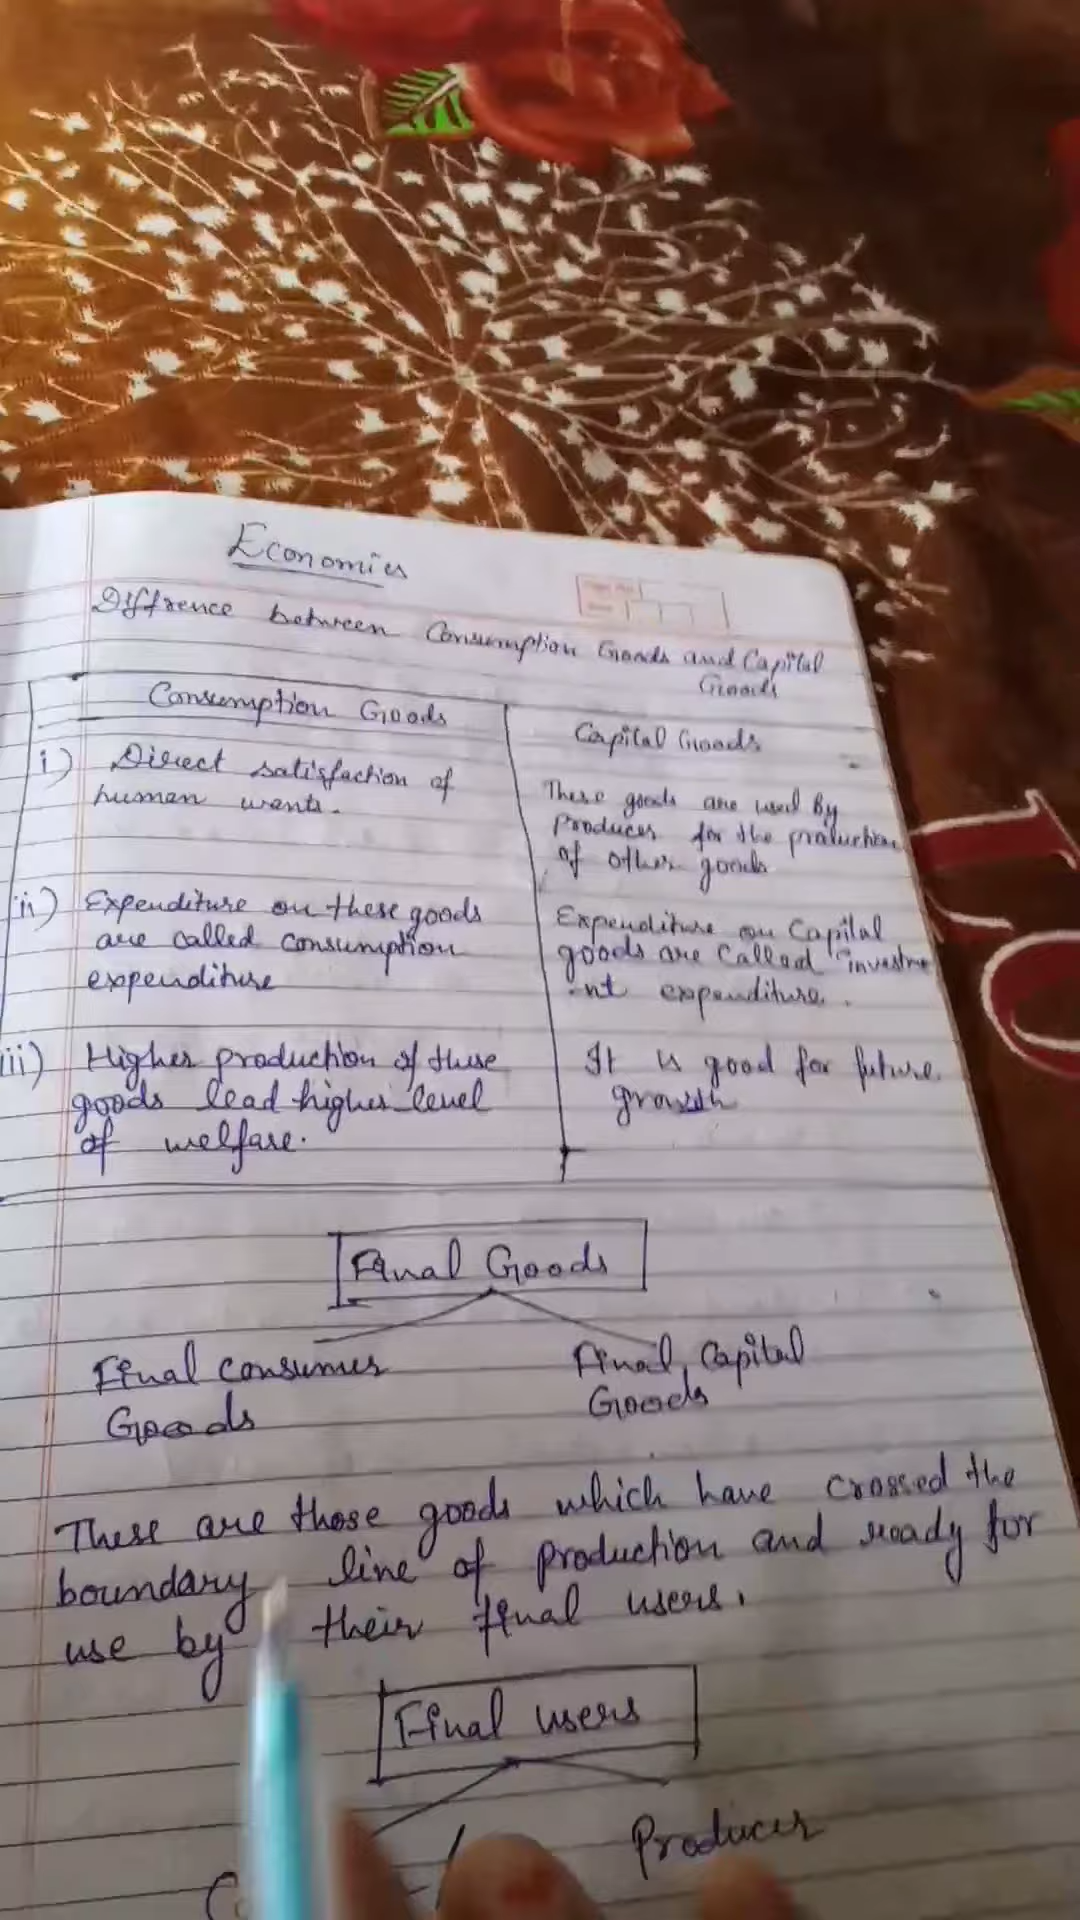 Economics
Diffrence between Consumption Goods and Capital
Goods
Consumption Goods
i) Direct satisfaction of
human wants.
ii) Expenditure on these goods
are called consumption
expenditure
iii) Higher production of these
goods lead higher level
of welfare.
Capital Goods
These goods are used by
Producer for the production
of other goods
Expenditure on Capital
goods are called "investme
-nt expenditure.
It is good for future
growth
Final Goods
Final consumer
Goods
Final Capital
Goods
These are those goods which have crossed the
boundary line of production and ready for
use by their final users.
Final users
Producer